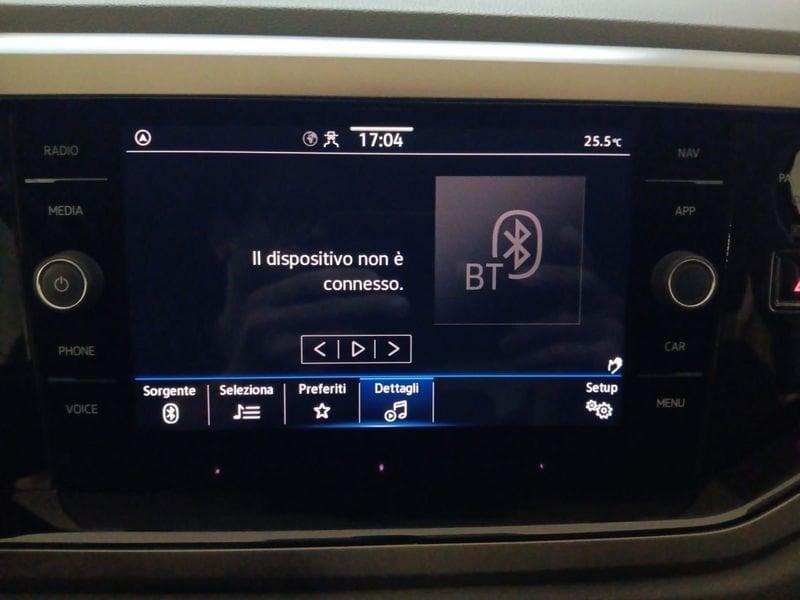 17:04
25.5°C
RADIO
NAV
MEDIA
APP
Il dispositivo non è
connesso.
BT
PHONE
CAR
Sorgente
Seleziona
Preferiti
Dettagli
Setup
VOICE
MENU